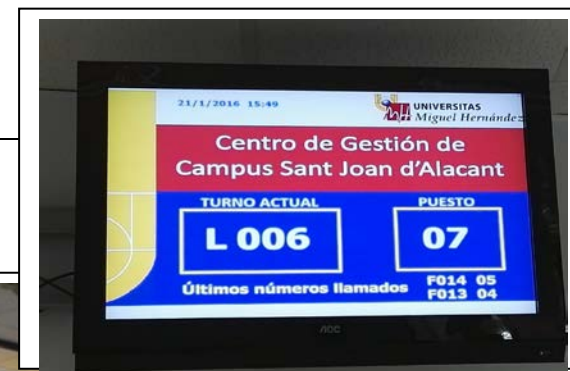 21/1/2016 15:49
UNIVERSITAS
Miguel Hernández
Centro de Gestión de
Campus Sant Joan d'Alacant
TURNO ACTUAL
PUESTO
L 006
07
Últimos números llamados
F014 05
F013 04
AOC